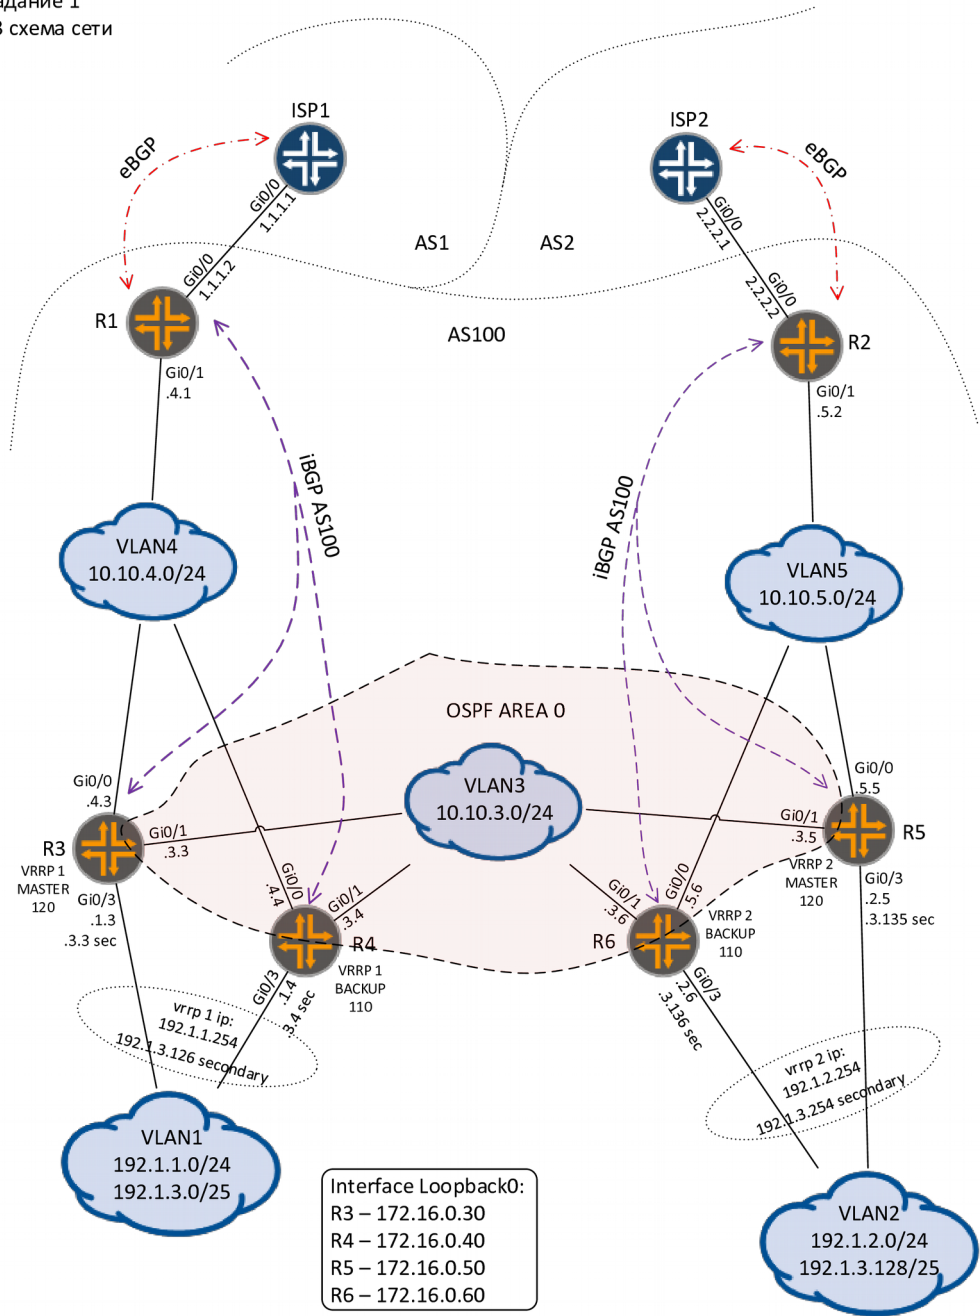 адание 1
3 схема сети
ISP1
ISP2
eBGP
eBGP
Gi0/0
1.1.1.1
Gi0/0
2.2.2.1
AS1
AS2
Gi0/0
1.1.1.2
Gi0/0
2.2.2.2
R1
AS100
R2
Gi0/1
.4.1
Gi0/1
.5.2
iBGP AS100
iBGP AS100
VLAN4
10.10.4.0/24
VLAN5
10.10.5.0/24
OSPF AREA 0
VLAN3
10.10.3.0/24
Gi0/0
.4.3
Gi0/0
.5.5
Gi0/1
.3.3
Gi0/1
.3.5
R3
VRRP 1
MASTER
120
R5
VRRP 2
MASTER
120
Gi0/3
.1.3
.3.3 sec
Gi0/0
.4.4
Gi0/1
.3.4
Gi0/1
.3.6
Gi0/0
.5.6
Gi0/3
.2.5
.3.135 sec
R4
VRRP 1
BACKUP
110
R6
VRRP 2
BACKUP
110
Gi0/3
.1.4
.3.4 sec
Gi0/3
.2.6
.3.136 sec
vrrp 1 ip:
192.1.1.254
192.1.3.126 secondary
vrrp 2 ip:
192.1.2.254
192.1.3.254 secondary
VLAN1
192.1.1.0/24
192.1.3.0/25
Interface Loopback0:
R3 – 172.16.0.30
R4 – 172.16.0.40
R5 – 172.16.0.50
R6 – 172.16.0.60
VLAN2
192.1.2.0/24
192.1.3.128/25